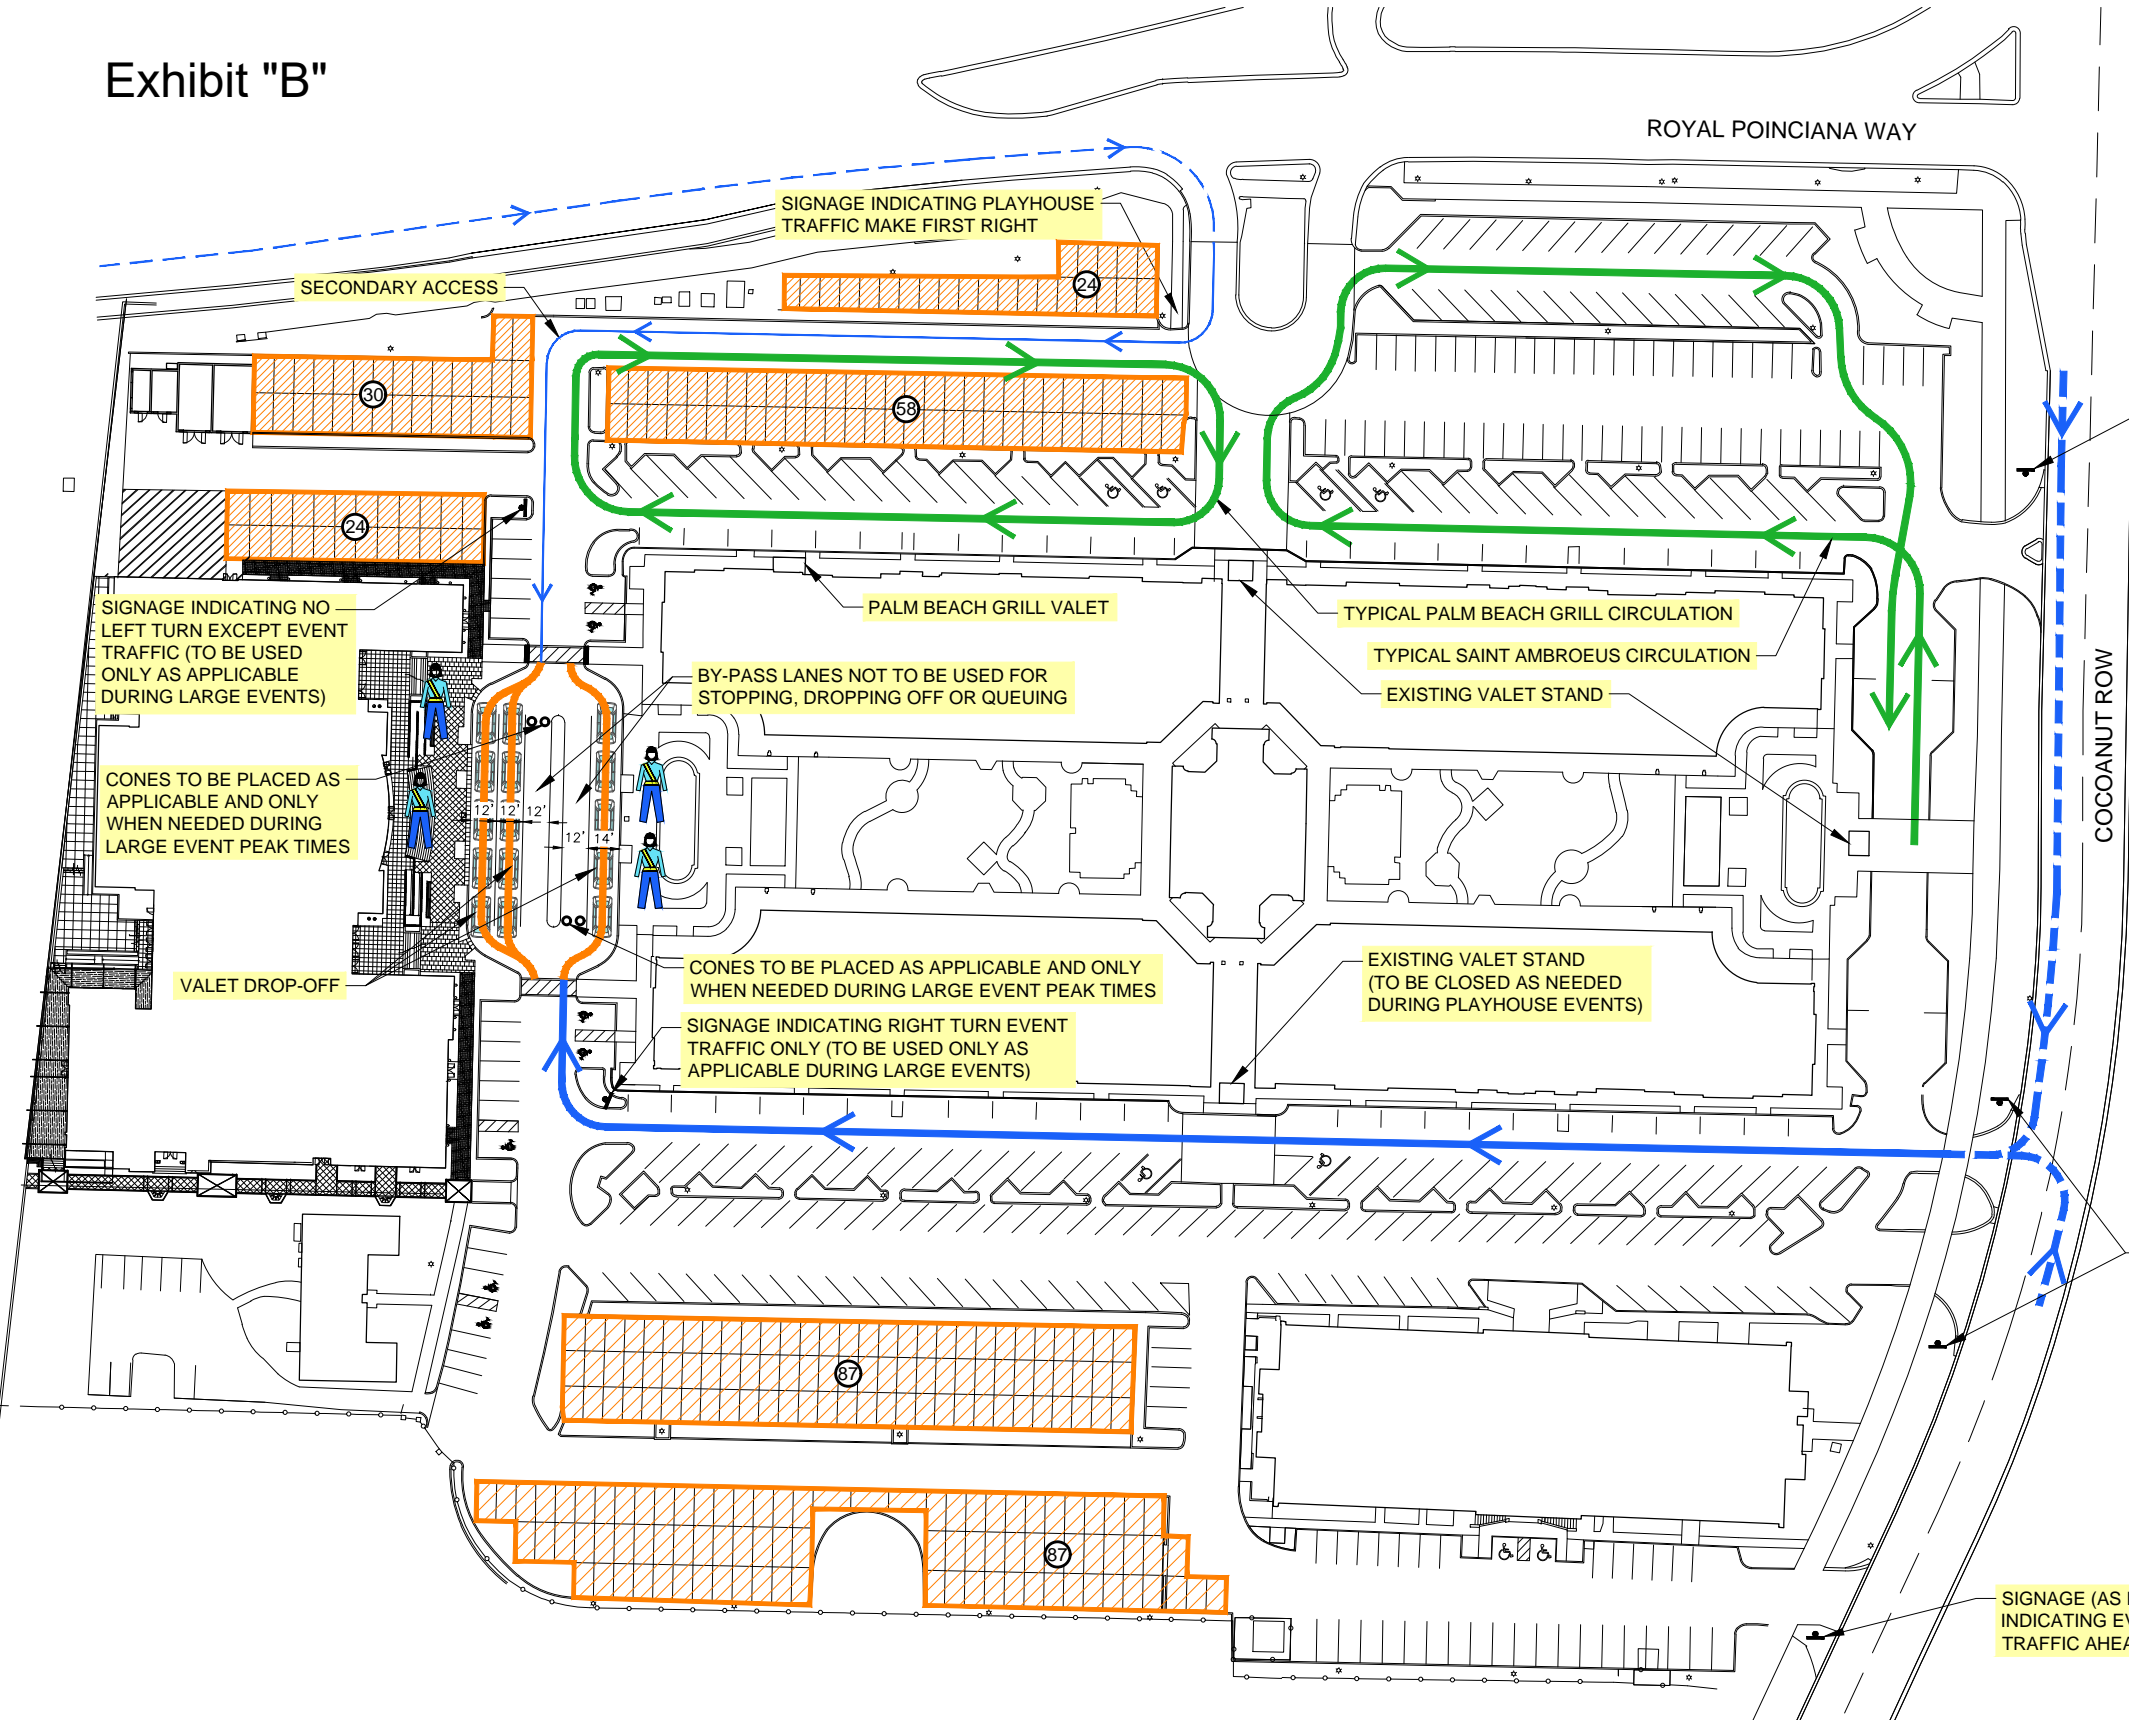 Exhibit "B"
ROYAL POINCIANA WAY
SIGNAGE INDICATING PLAYHOUSE
TRAFFIC MAKE FIRST RIGHT
SECONDARY ACCESS
24
30
58
24
SIGNAGE INDICATING NO
LEFT TURN EXCEPT EVENT
TRAFFIC (TO BE USED
ONLY AS APPLICABLE
DURING LARGE EVENTS)
PALM BEACH GRILL VALET
TYPICAL PALM BEACH GRILL CIRCULATION
TYPICAL SAINT AMBROEUS CIRCULATION
BY-PASS LANES NOT TO BE USED FOR
STOPPING, DROPPING OFF OR QUEUING
EXISTING VALET STAND
COCOANUT ROW
CONES TO BE PLACED AS
APPLICABLE AND ONLY
WHEN NEEDED DURING
LARGE EVENT PEAK TIMES
12' 12' 12'
12' 14'
VALET DROP-OFF
CONES TO BE PLACED AS APPLICABLE AND ONLY
WHEN NEEDED DURING LARGE EVENT PEAK TIMES
EXISTING VALET STAND
(TO BE CLOSED AS NEEDED
DURING PLAYHOUSE EVENTS)
SIGNAGE INDICATING RIGHT TURN EVENT
TRAFFIC ONLY (TO BE USED ONLY AS
APPLICABLE DURING LARGE EVENTS)
87
87
SIGNAGE (AS
INDICATING
TRAFFIC